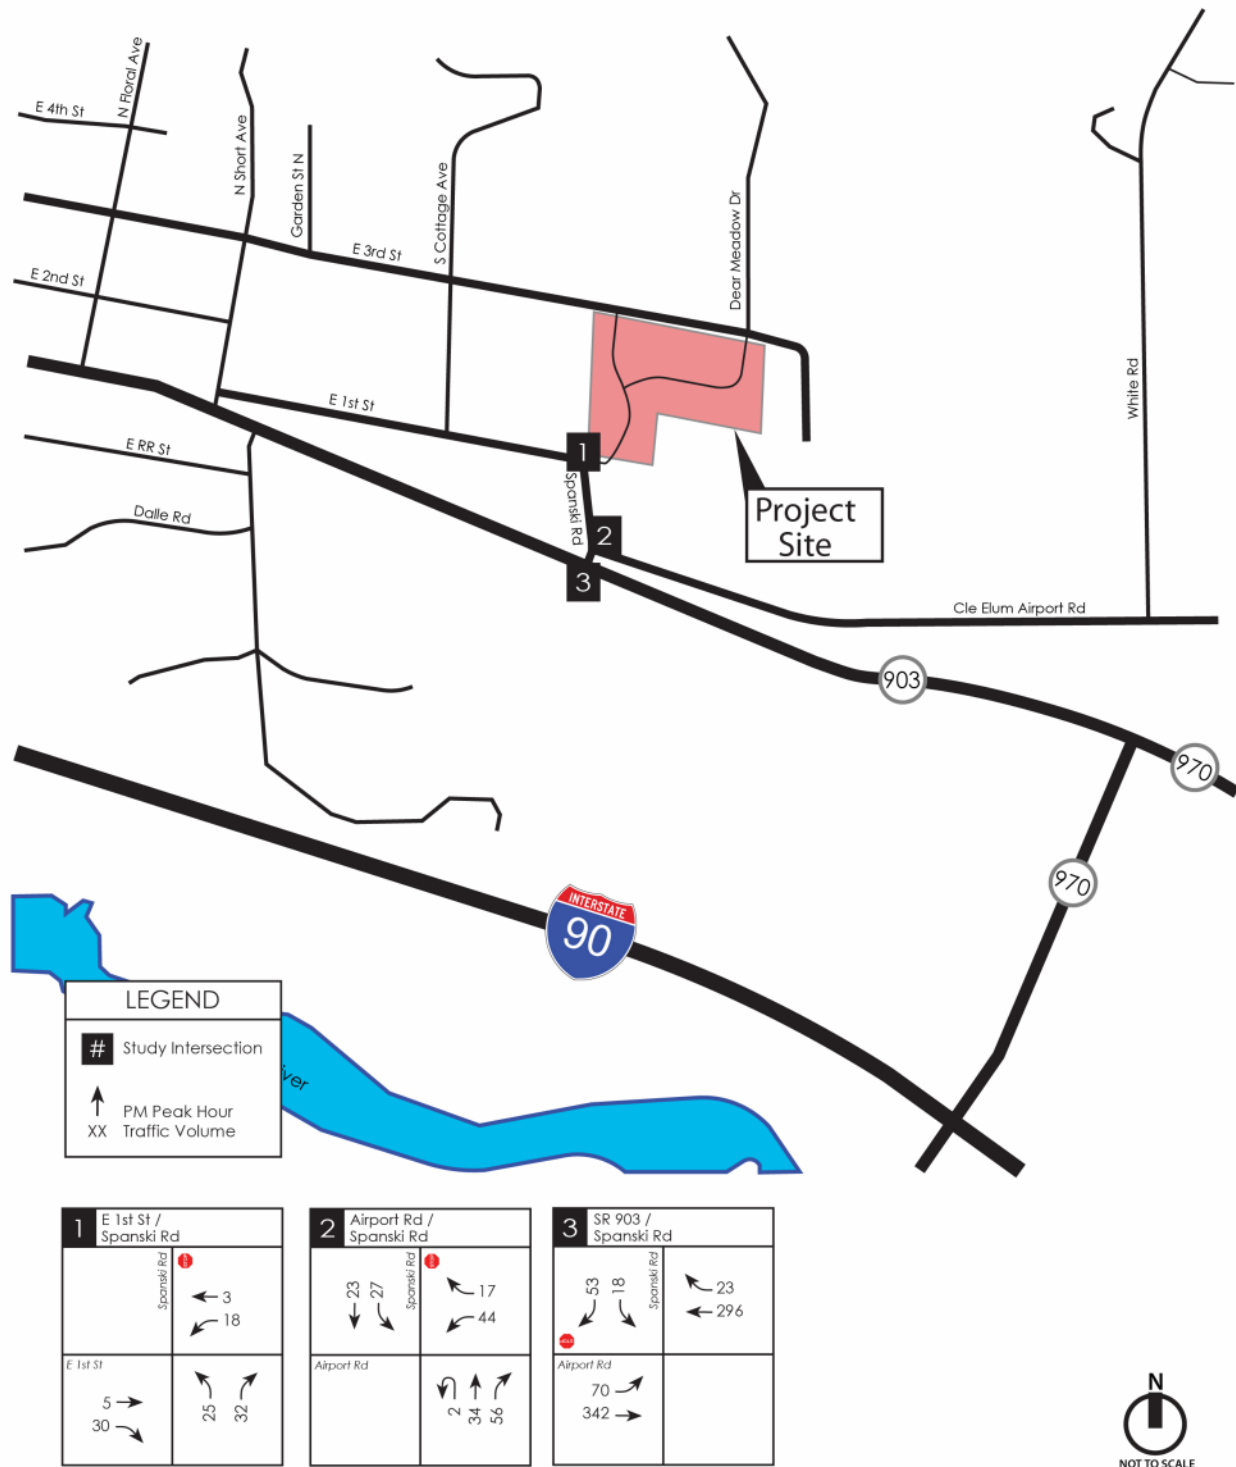 N Floral Ave
E 4th St
N Short Ave
Garden St N
S Cottage Ave
E 3rd St
Dear Meadow Dr
E 2nd St
White Rd
E 1st St
E RR St
1
Spanski Rd
Dalle Rd
2
Project
Site
3
Cle Elum Airport Rd
903
970
970
INTERSTATE
90
LEGEND
# Study Intersection
PM Peak Hour
XX Traffic Volume
iver
1 E 1st St /
Spanski Rd
Spanski Rd
3
18
E 1st St
5
30
25
32
2 Airport Rd /
Spanski Rd
23
27
Spanski Rd
17
44
Airport Rd
2
34
56
3 SR 903 /
Spanski Rd
53
18
Spanski Rd
23
296
Airport Rd
70
342
N
NOT TO SCALE